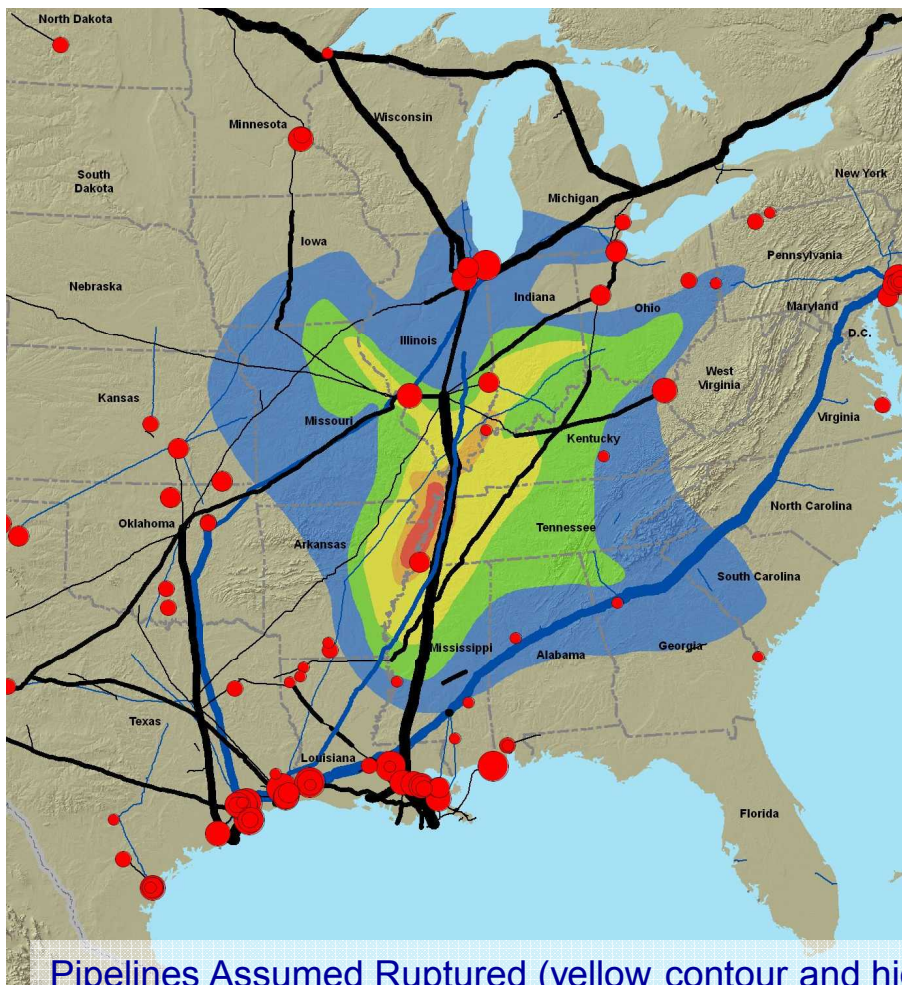 North Dakota
Minnesota
Wisconsin
South
Dakota
Michigan
New York
Iowa
Pennsylvania
Nebraska
Indiana
Ohio
Maryland
D.C.
Illinois
West
Virginia
Kansas
Missouri
Virginia
Kentucky
North Carolina
Oklahoma
Tennessee
Arkansas
South Carolina
Mississippi
Alabama
Georgia
Texas
Louisiana
Florida
Pipelines Assumed Ruptured (yellow contour and hig